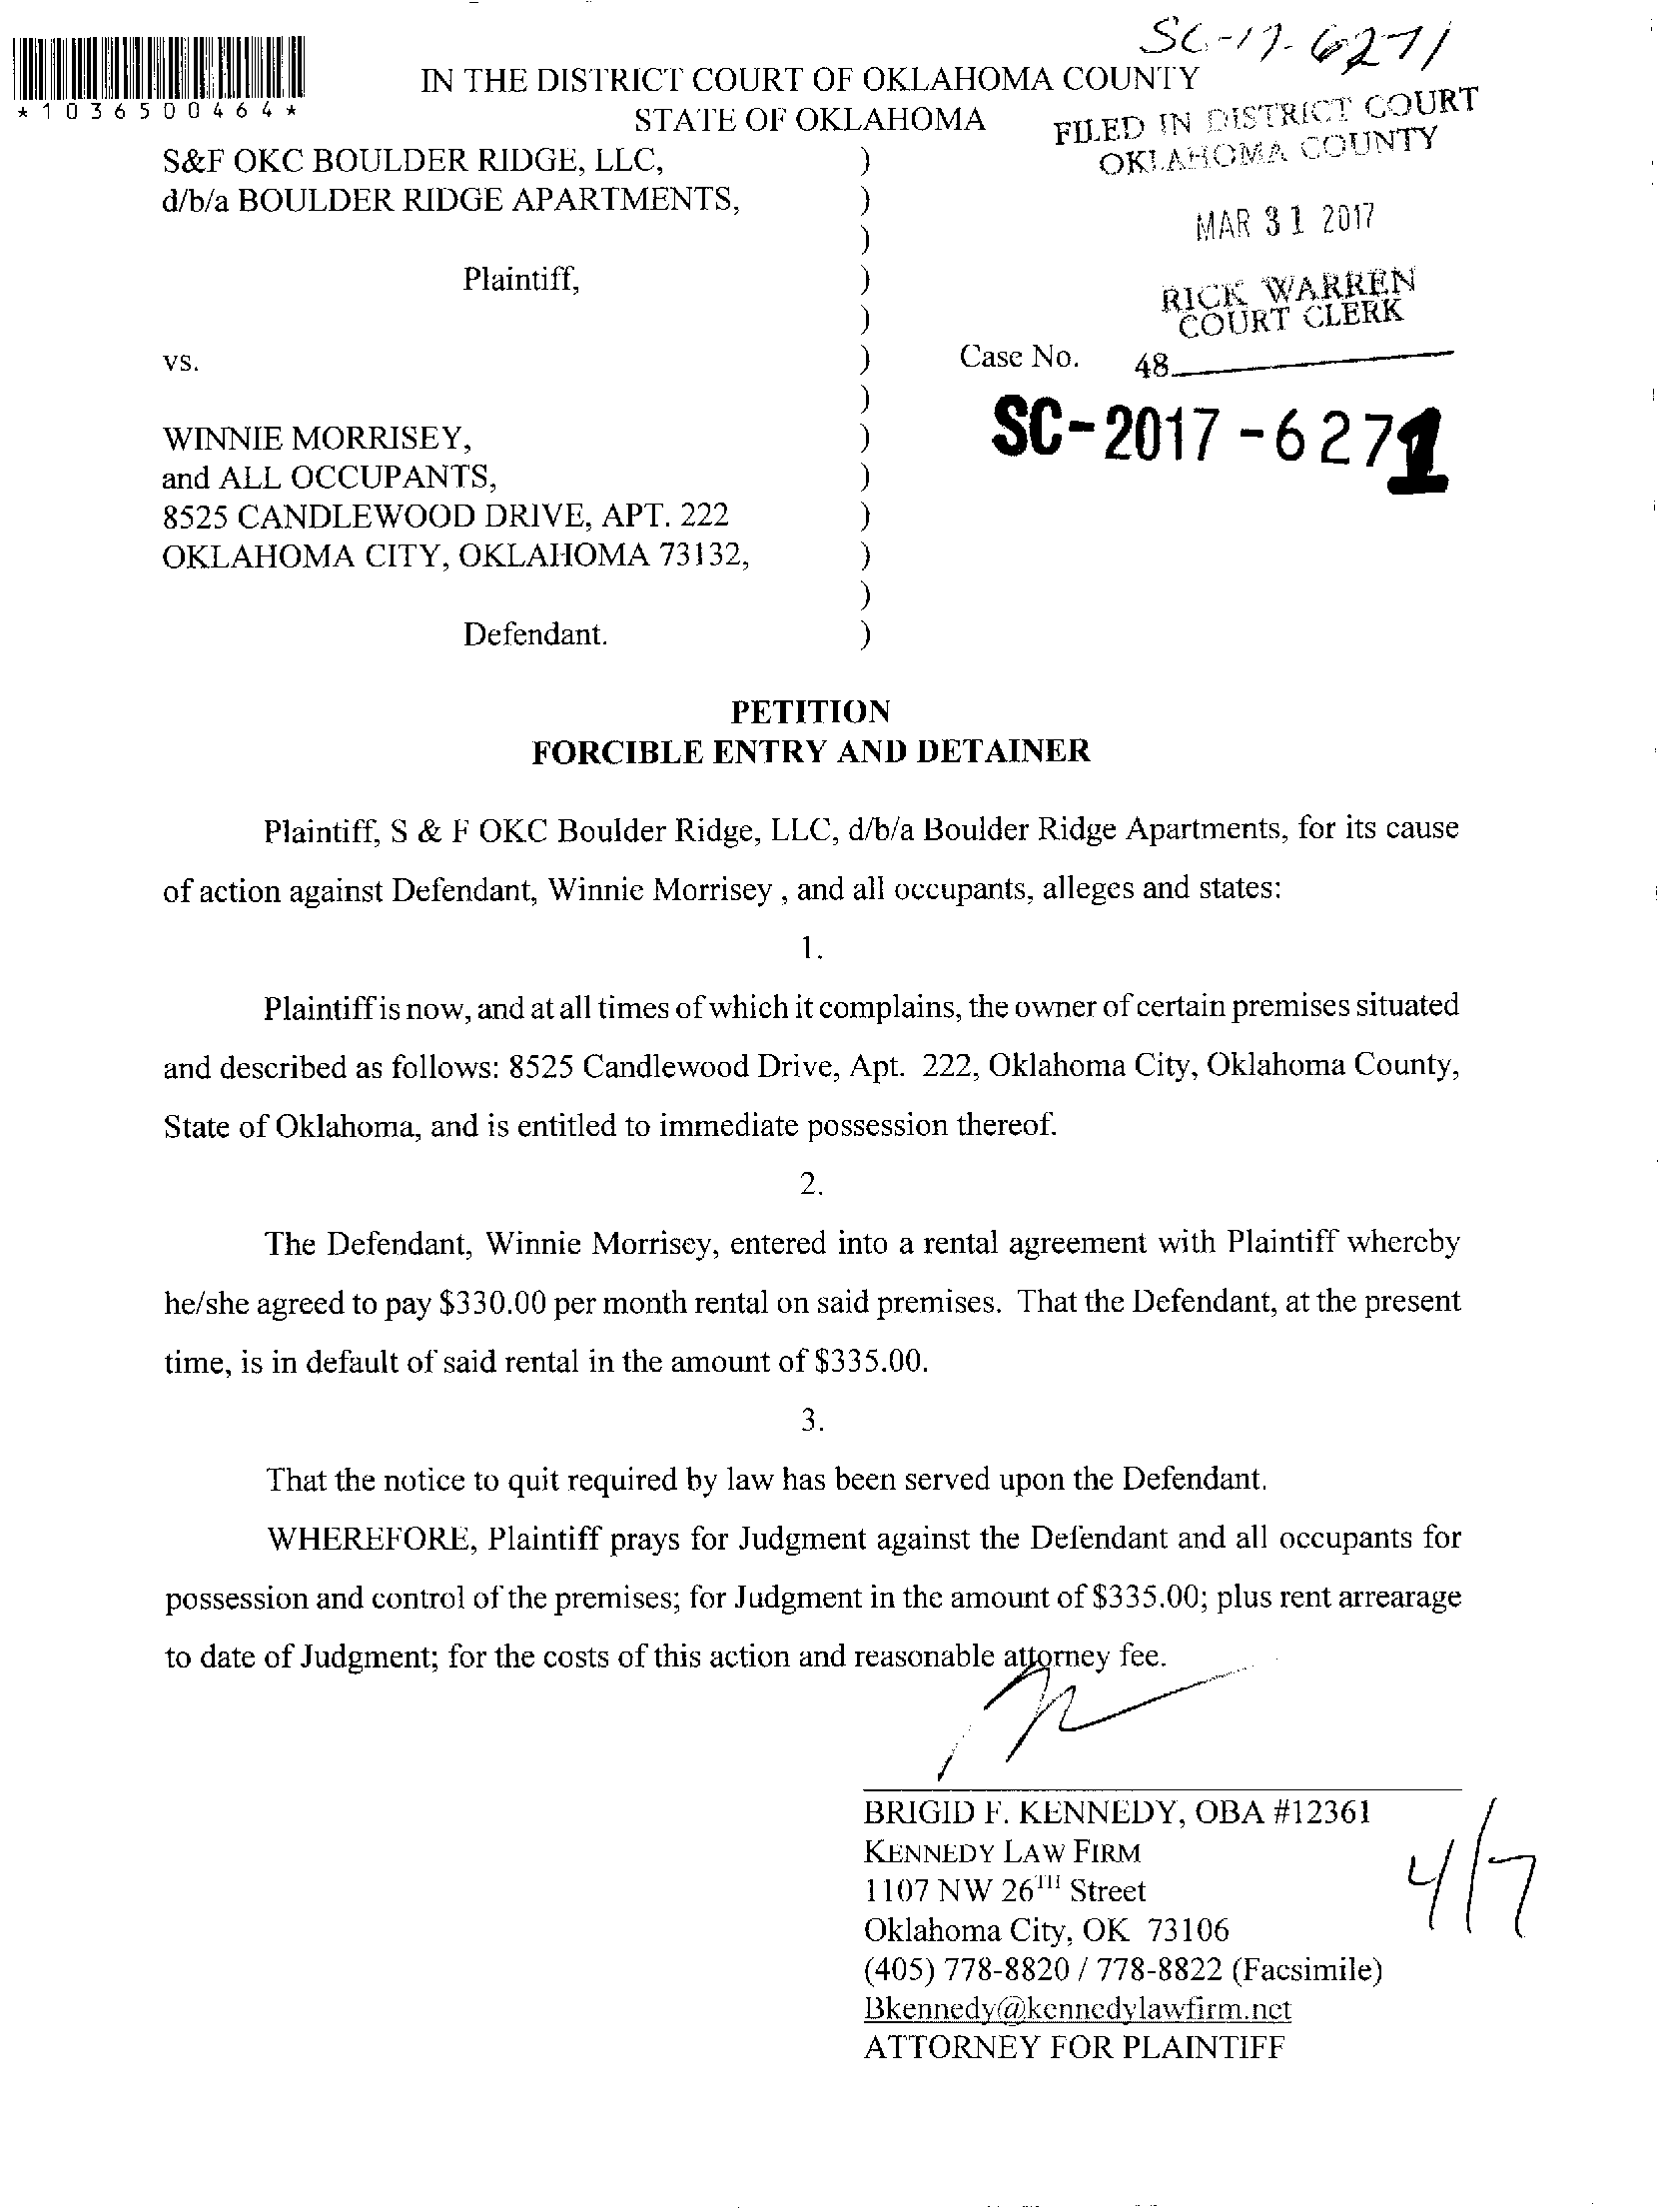 SC-17-6271
*1036500464*
IN THE DISTRICT COURT OF OKLAHOMA COUNTY
STATE OF OKLAHOMA
FILED IN DISTRICT COURT
OKLAHOMA COUNTY
S&F OKC BOULDER RIDGE, LLC, )
d/b/a BOULDER RIDGE APARTMENTS, )
MAR 31 2017
)
Plaintiff, )
RICK WARREN
COURT CLERK
)
vs. ) Case No. 48
)
SC-2017-6271
WINNIE MORRISEY, )
and ALL OCCUPANTS, )
8525 CANDLEWOOD DRIVE, APT. 222 )
OKLAHOMA CITY, OKLAHOMA 73132, )
)
Defendant. )
PETITION
FORCIBLE ENTRY AND DETAINER
Plaintiff, S & F OKC Boulder Ridge, LLC, d/b/a Boulder Ridge Apartments, for its cause
of action against Defendant, Winnie Morrisey , and all occupants, alleges and states:
1.
Plaintiff is now, and at all times of which it complains, the owner of certain premises situated
and described as follows: 8525 Candlewood Drive, Apt. 222, Oklahoma City, Oklahoma County,
State of Oklahoma, and is entitled to immediate possession thereof.
2.
The Defendant, Winnie Morrisey, entered into a rental agreement with Plaintiff whereby
he/she agreed to pay $330.00 per month rental on said premises. That the Defendant, at the present
time, is in default of said rental in the amount of $335.00.
3.
That the notice to quit required by law has been served upon the Defendant.
WHEREFORE, Plaintiff prays for Judgment against the Defendant and all occupants for
possession and control of the premises; for Judgment in the amount of $335.00; plus rent arrearage
to date of Judgment; for the costs of this action and reasonable attorney fee.
BRIGID F. KENNEDY, OBA #12361
KENNEDY LAW FIRM
1107 NW 26TH Street
4/7
Oklahoma City, OK 73106
(405) 778-8820 / 778-8822 (Facsimile)
Bkennedy@kennedylawfirm.net
ATTORNEY FOR PLAINTIFF